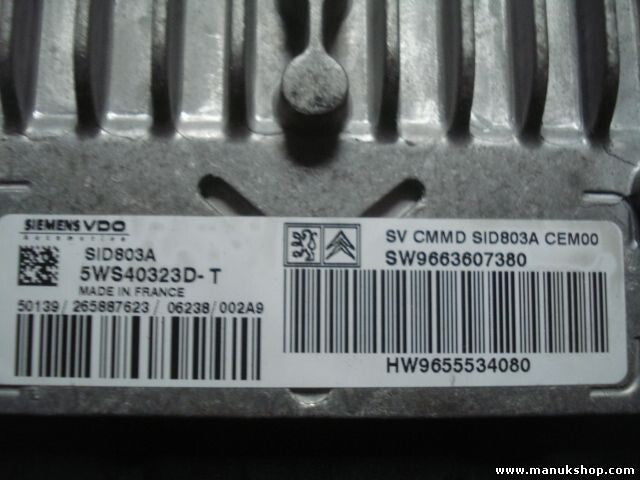 SIEMENS VDO
Automotive
SID803A
5WS40323D-T
MADE IN FRANCE
50139/265887623/06238/002A9
SV CMMD SID803A CEM00
SW9663607380
HW9655534080
www.manukshop.com